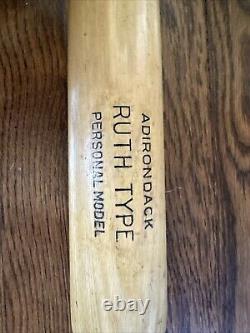 ADIRONDACK
RUTH TYPE
PERSONAL MODEL
eBay